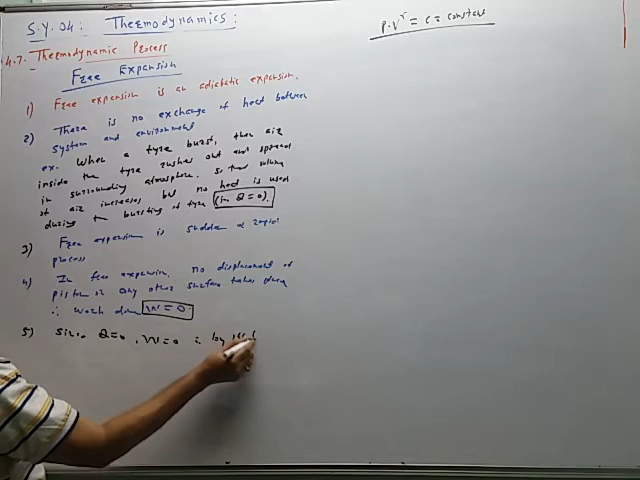 S.Y. 04: Thermodynamics:
P.V^r = c = constant
4.7. Thermodynamic Process
Free Expansion
1) Free expansion is an adiabatic expansion.
2) There is no exchange of heat between
system and environment
ex. When a tyre burst, then air
inside the tyre rushes out and spread
in surrounding atmosphere. So that volume
of air increases but no heat is used
during the bursting of tyre (in Q = 0).
3) Free expansion is sudden or rapid
process
4) In free expansion, no displacement of
piston or any other surface takes place
∴ work done W = 0.
5) Since Q=0, W=0 ∴ by